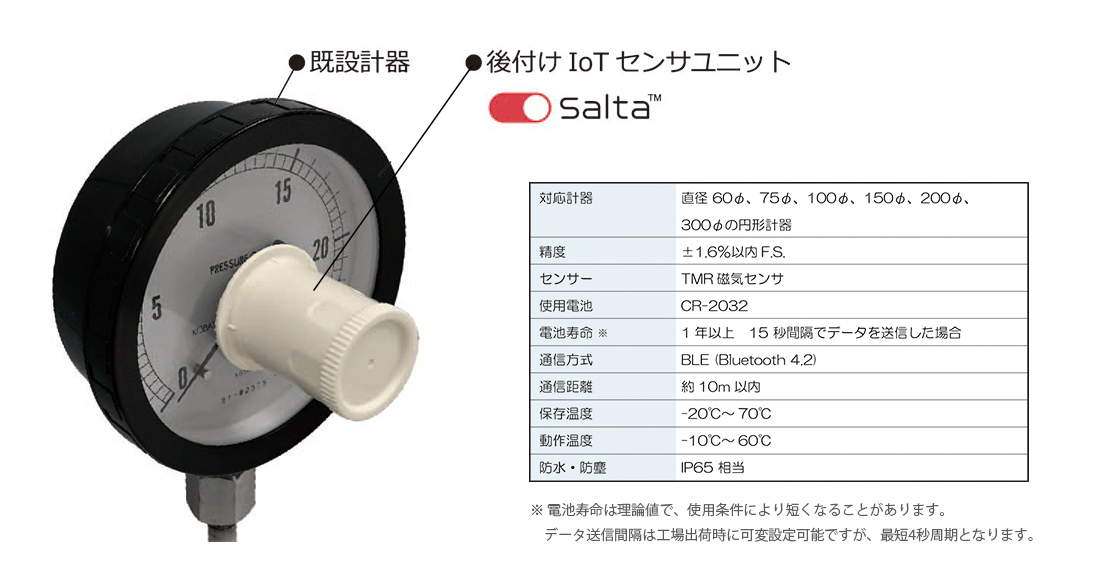 既設計器
後付け IoT センサユニット
Salta™
10
15
20
PRESSURE
5
0
対応計器 直径 60φ、75φ、100φ、150φ、200φ、
300φの円形計器
精度 ±1.6%以内 F.S.
センサー TMR 磁気センサ
使用電池 CR-2032
電池寿命 ※ 1 年以上 15 秒間隔でデータを送信した場合
通信方式 BLE (Bluetooth 4.2)
通信距離 約 10m 以内
保存温度 -20℃～ 70℃
動作温度 -10℃～ 60℃
防水・防塵 IP65 相当
※ 電池寿命は理論値で、使用条件により短くなることがあります。
データ送信間隔は工場出荷時に可変設定可能ですが、最短4秒周期となります。